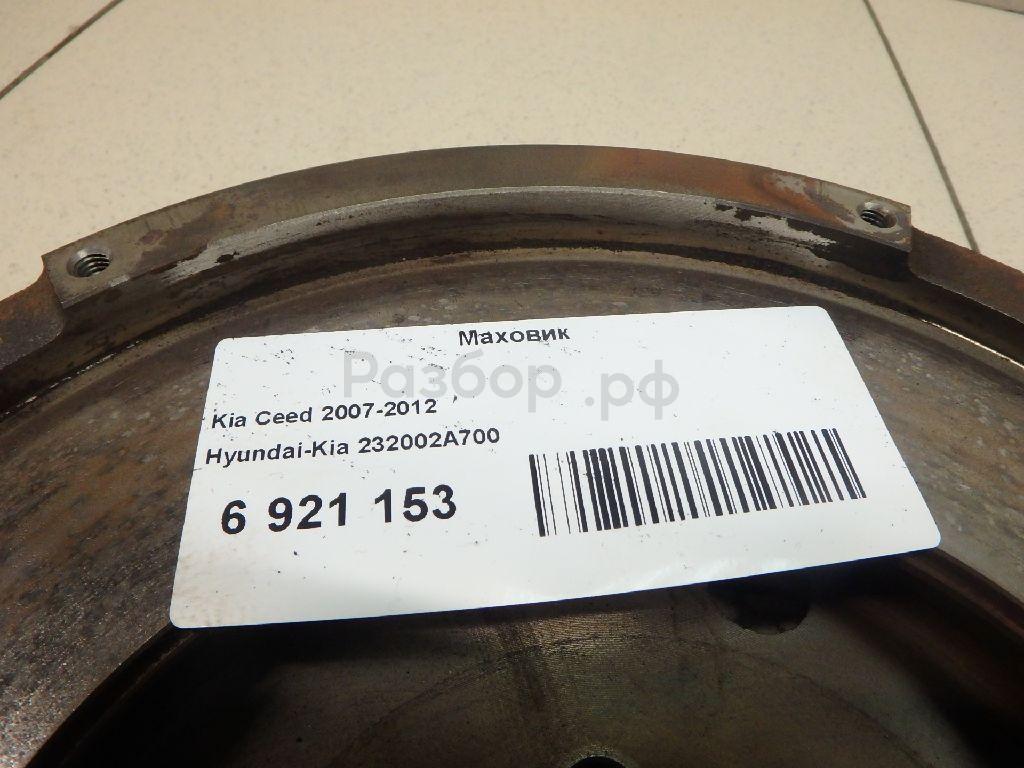 Маховик
Разбор.рф
Kia Ceed 2007-2012
Hyundai-Kia 232002A700
6 921 153